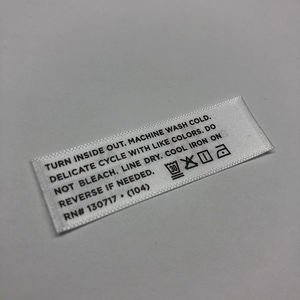 TURN INSIDE OUT. MACHINE WASH COLD.
DELICATE CYCLE WITH LIKE COLORS. DO
NOT BLEACH. LINE DRY. COOL IRON ON
REVERSE IF NEEDED.
RN# 130717 • (104)